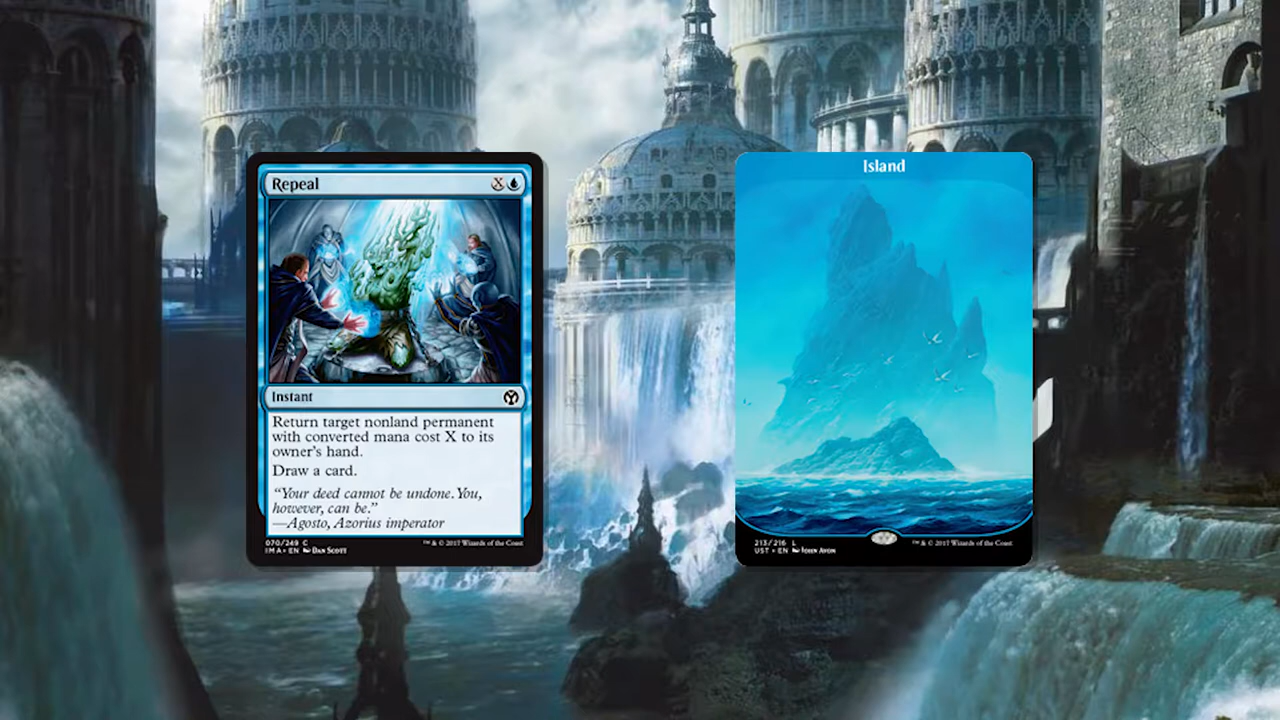 Repeal
X
Instant
Return target nonland permanent
with converted mana cost X to its
owner's hand.
Draw a card.
"Your deed cannot be undone. You,
however, can be."
—Agosto, Azorius imperator
070/249 C
IMA • EN Dan Scott
™ & © 2017 Wizards of the Coast
Island
213/216 L
UST • EN John Avon
™ & © 2017 Wizards of the Coast